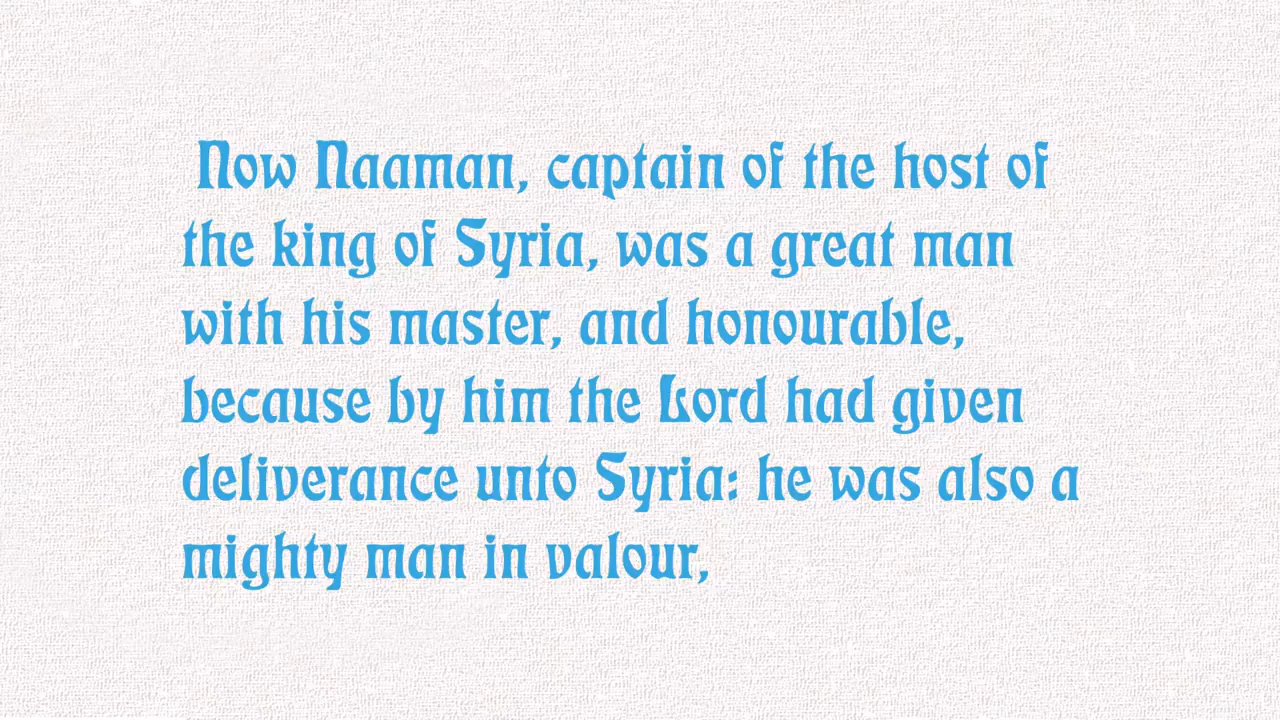 Now Naaman, captain of the host of
the king of Syria, was a great man
with his master, and honourable,
because by him the Lord had given
deliverance unto Syria: he was also a
mighty man in valour,